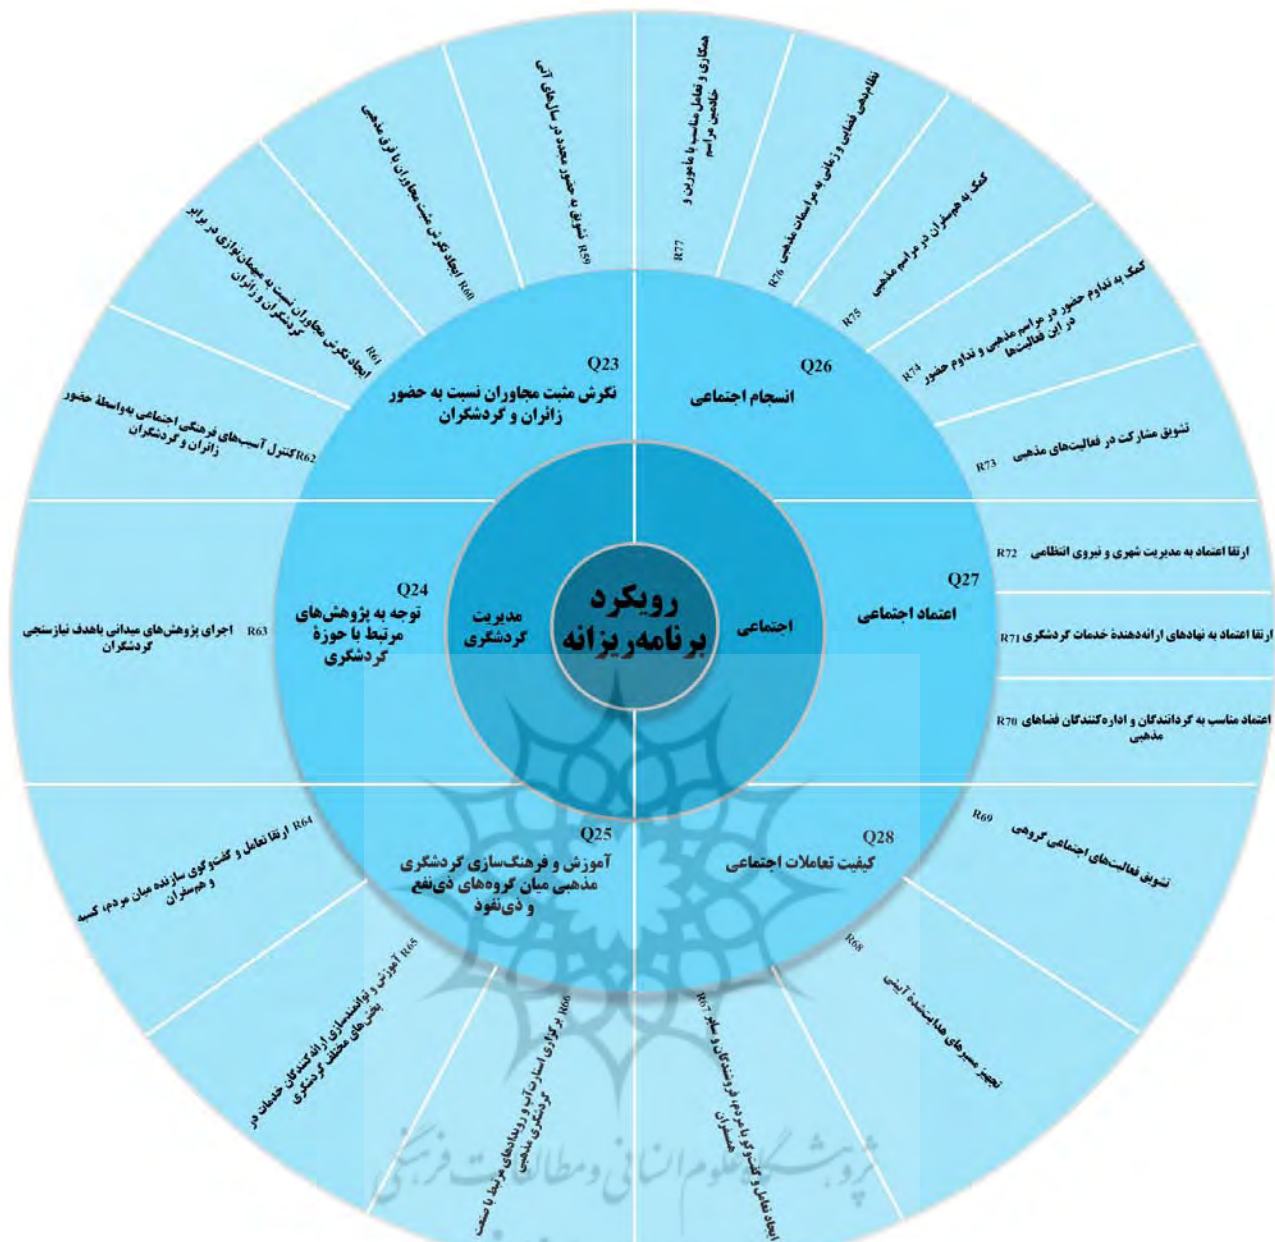 رویکرد
برنامه‌ریزانه
اجتماعی
مدیریت
گردشگری
Q23
نگرش مثبت مجاوران نسبت به حضور
زائران و گردشگران
Q24
توجه به پژوهش‌های
مرتبط با حوزهٔ
گردشگری
Q25
آموزش و فرهنگ‌سازی گردشگری
مذهبی میان گروه‌های ذی‌نفع
و ذی‌نفوذ
Q26
انسجام اجتماعی
Q27
اعتماد اجتماعی
Q28
کیفیت تعاملات اجتماعی
R59 تشویق به حضور مجدد در سال‌های آتی
R60 ایجاد نگرش مثبت مجاوران با فرق مذهبی
R61
ایجاد نگرش مجاوران نسبت به میهمان‌نوازی در برابر
گردشگران و زائران
R62 کنترل آسیب‌های فرهنگی اجتماعی به‌واسطهٔ حضور
زائران و گردشگران
R63 اجرای پژوهش‌های میدانی باهدف نیازسنجی
گردشگران
R64 ارتقا تعامل و گفت‌وگوی سازنده میان مردم، کسبه
و هم‌سفران
R65 آموزش و توانمندسازی ارائه‌کنندگان خدمات در
بخش‌های مختلف گردشگری
R66 برگزاری استارت‌آپ و رویدادهای مرتبط با صنعت
گردشگری مذهبی
R67 ایجاد تعامل و گفت‌وگو با مردم، فروشندگان و سایر
همسفران
R68
تجهیز مسیرهای هدایت‌شدهٔ آیینی
R69
تشویق فعالیت‌های اجتماعی گروهی
R70 اعتماد مناسب به گردانندگان و اداره‌کنندگان فضاهای
مذهبی
R71 ارتقا اعتماد به نهادهای ارائه‌دهندهٔ خدمات گردشگری
R72 ارتقا اعتماد به مدیریت شهری و نیروی انتظامی
R73 تشویق مشارکت در فعالیت‌های مذهبی
R74 کمک به تداوم حضور در مراسم مذهبی و تداوم حضور
در این فعالیت‌ها
R75
کمک به هم‌سفران در مراسم مذهبی
R76 نظام‌دهی فضایی و زمانی به مراسمات مذهبی
R77
همکاری و تعامل مناسب با مأمورین و
خادمین مراسم
پژوهشگاه علوم انسانی و مطالعات فرهنگی